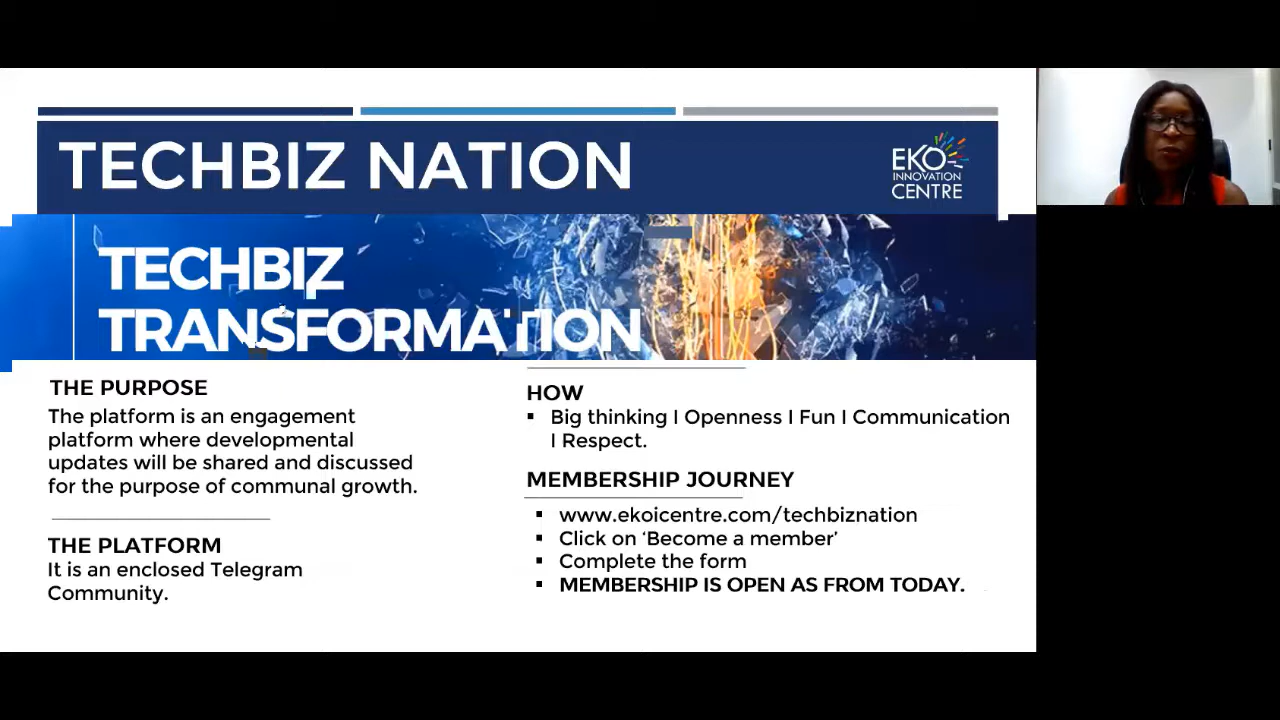 TECHBIZ NATION
EKO
INNOVATION
CENTRE
TECHBIZ
TRANSFORMATION
THE PURPOSE
The platform is an engagement
platform where developmental
updates will be shared and discussed
for the purpose of communal growth.
THE PLATFORM
It is an enclosed Telegram
Community.
HOW
▪ Big thinking I Openness I Fun I Communication
I Respect.
MEMBERSHIP JOURNEY
▪ www.ekoicentre.com/techbiznation
▪ Click on ‘Become a member’
▪ Complete the form
▪ MEMBERSHIP IS OPEN AS FROM TODAY.